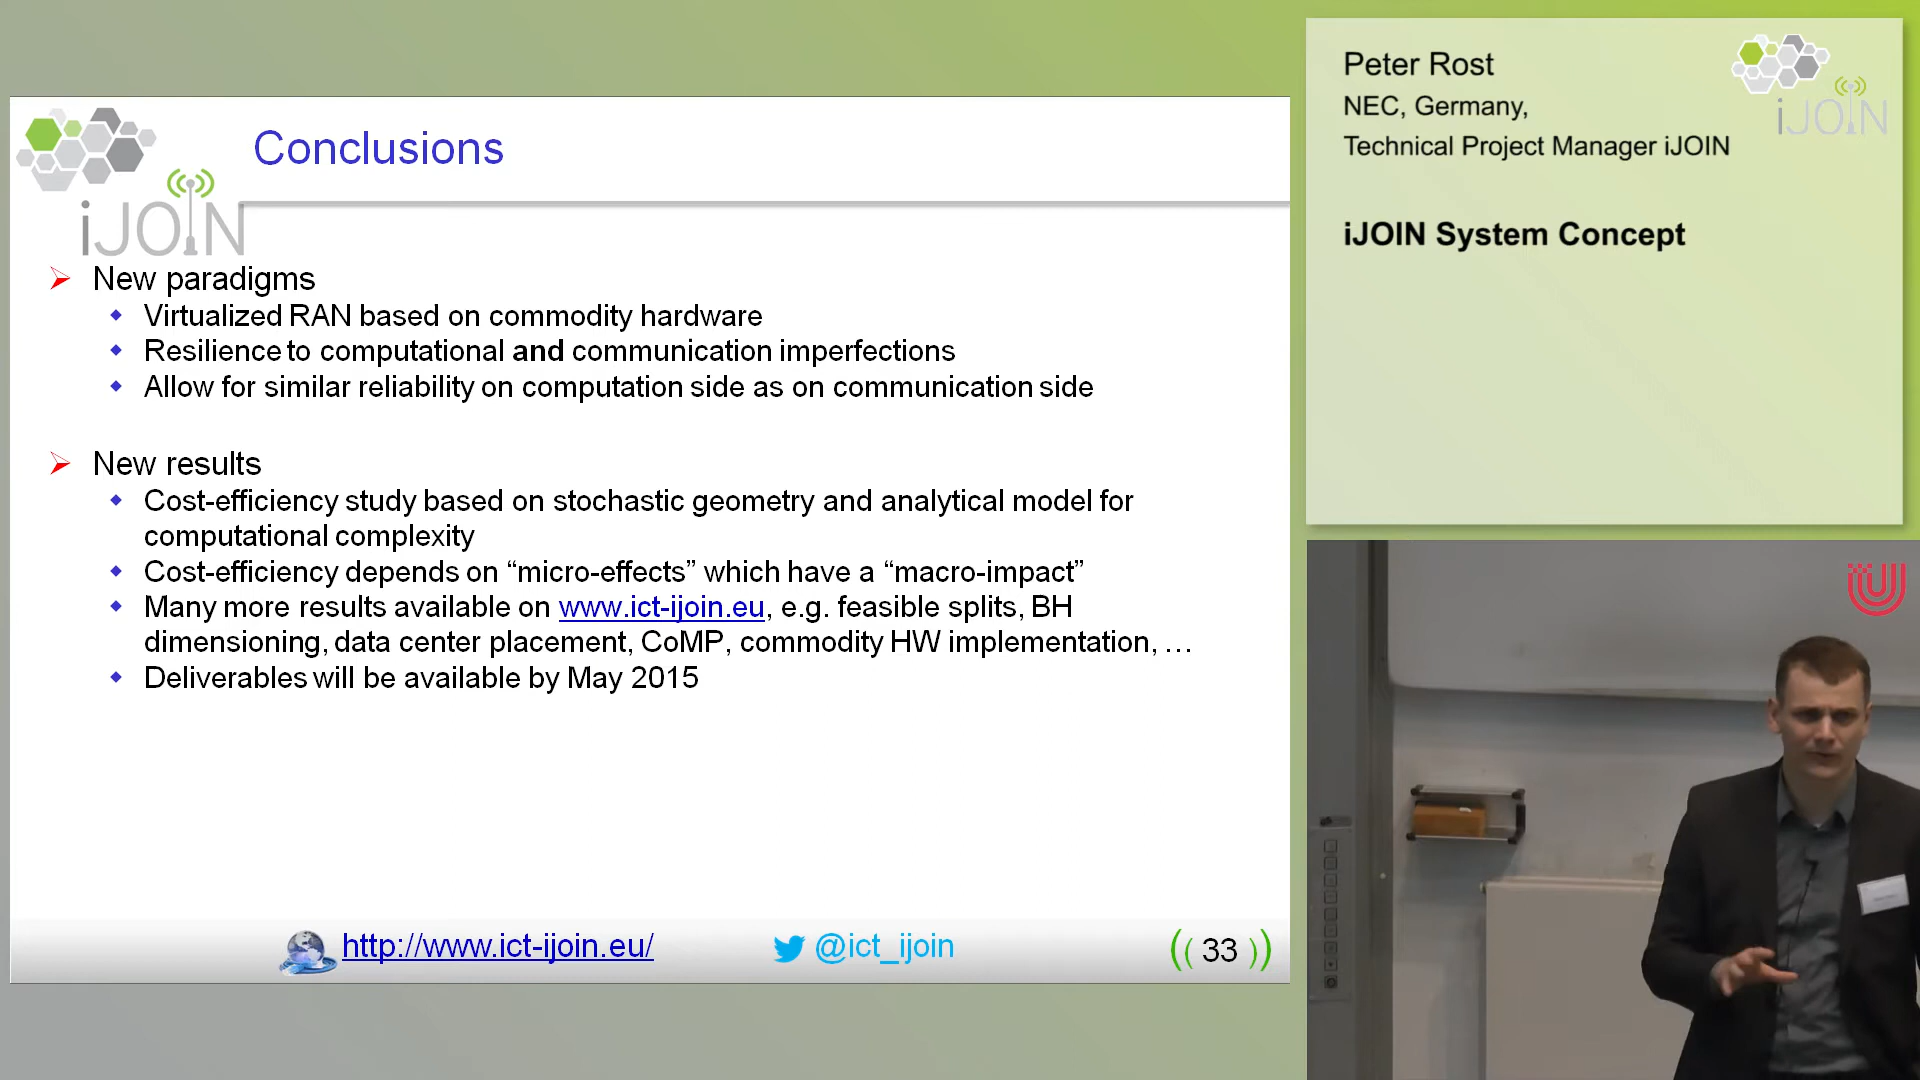 iJOIN
Conclusions
New paradigms
Virtualized RAN based on commodity hardware
Resilience to computational and communication imperfections
Allow for similar reliability on computation side as on communication side
New results
Cost-efficiency study based on stochastic geometry and analytical model for
computational complexity
Cost-efficiency depends on “micro-effects” which have a “macro-impact”
Many more results available on www.ict-ijoin.eu, e.g. feasible splits, BH
dimensioning, data center placement, CoMP, commodity HW implementation, …
Deliverables will be available by May 2015
http://www.ict-ijoin.eu/
@ict_ijoin
((33))
Peter Rost
NEC, Germany,
Technical Project Manager iJOIN
iJOIN
iJOIN System Concept